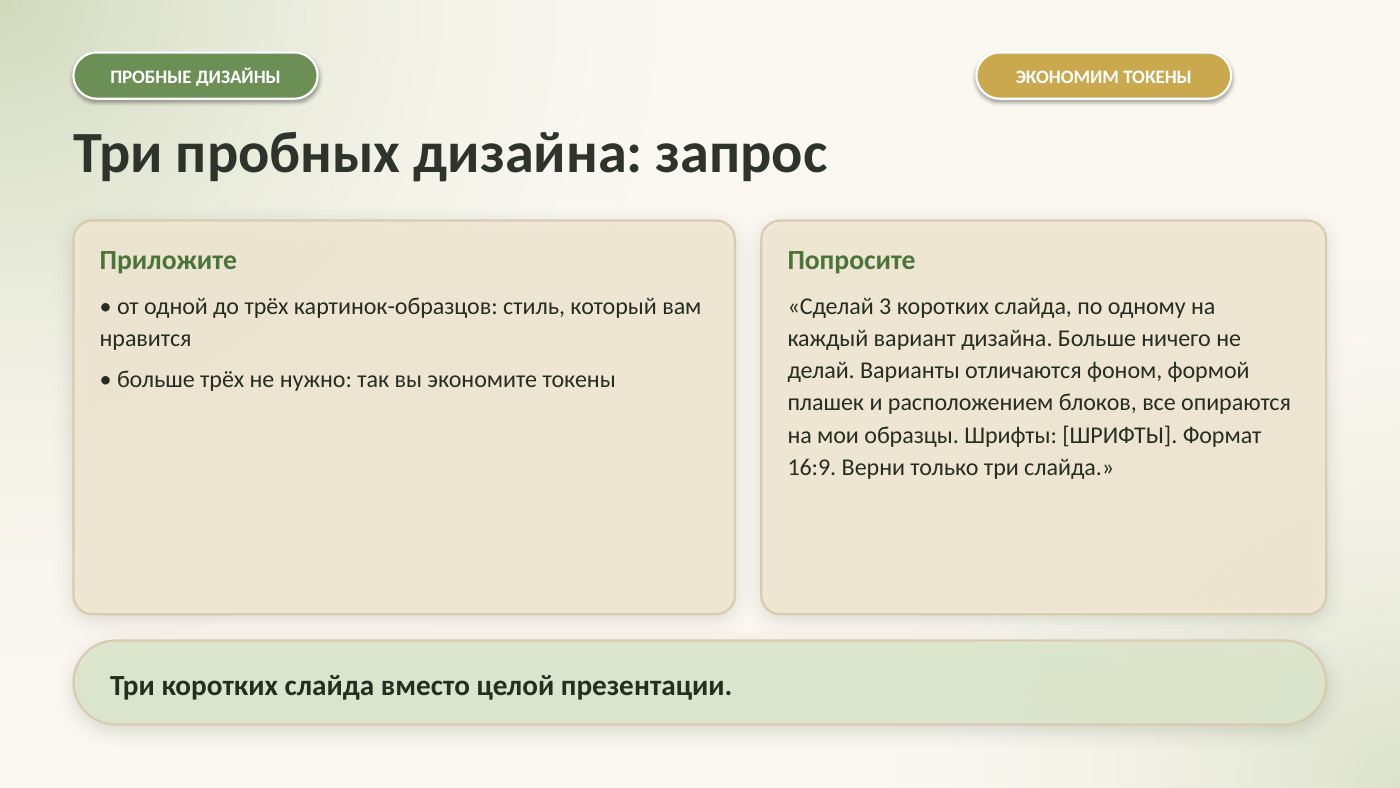 ПРОБНЫЕ ДИЗАЙНЫ
ЭКОНОМИМ ТОКЕНЫ
Три пробных дизайна: запрос
Приложите
• от одной до трёх картинок-образцов: стиль, который вам
нравится
• больше трёх не нужно: так вы экономите токены
Попросите
«Сделай 3 коротких слайда, по одному на
каждый вариант дизайна. Больше ничего не
делай. Варианты отличаются фоном, формой
плашек и расположением блоков, все опираются
на мои образцы. Шрифты: [ШРИФТЫ]. Формат
16:9. Верни только три слайда.»
Три коротких слайда вместо целой презентации.